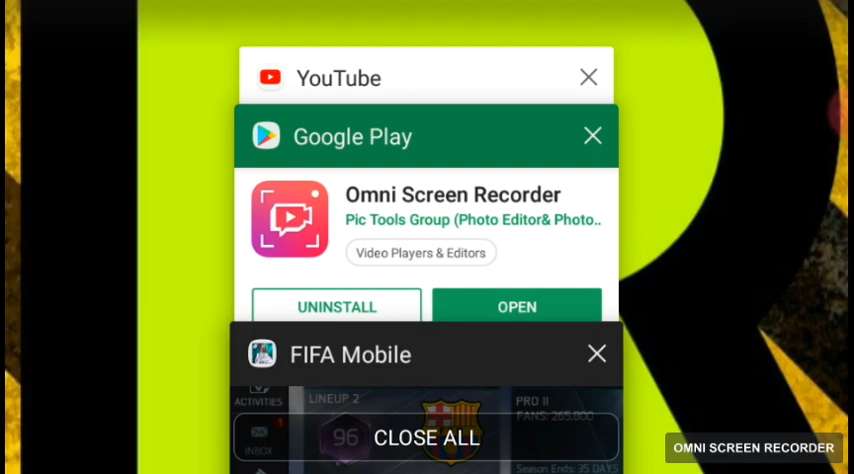 YouTube
Google Play
Omni Screen Recorder
Pic Tools Group (Photo Editor& Photo..
Video Players & Editors
UNINSTALL
OPEN
FIFA Mobile
ACTIVITIES
LINEUP 2
PRO II
FANS: 265.800
96
CLOSE ALL
INBOX
Season Ends: 35 DAYS
OMNI SCREEN RECORDER